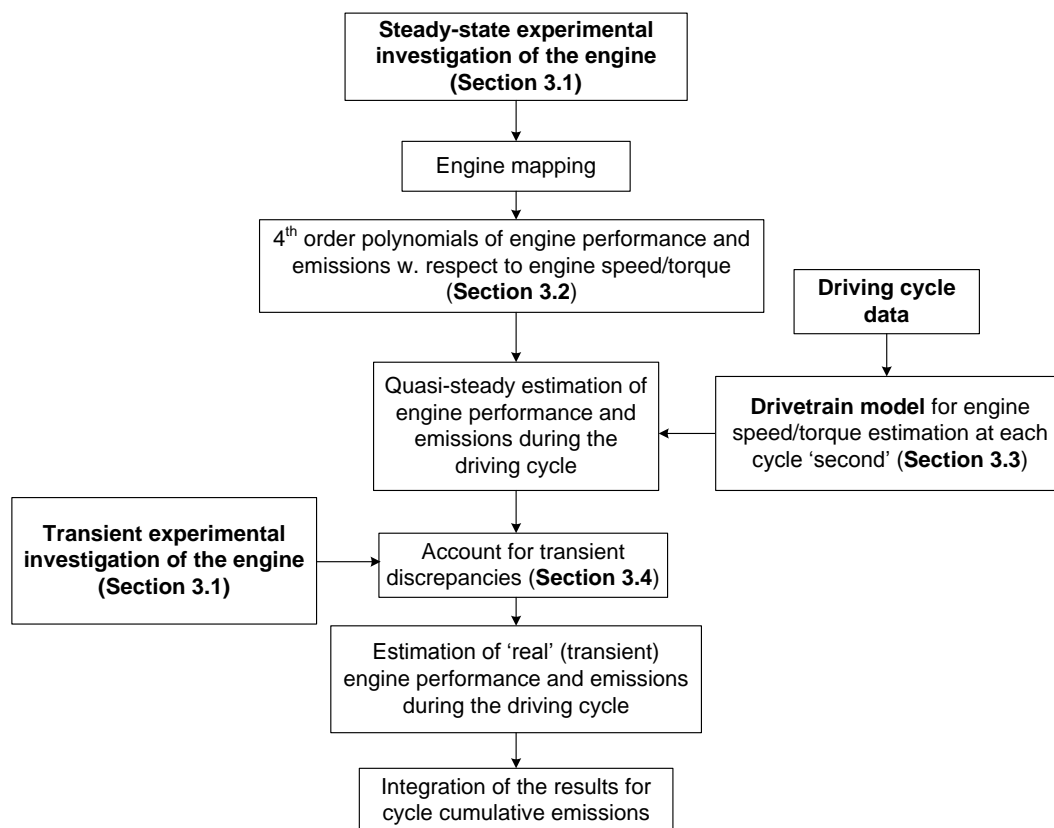 Steady-state experimental
investigation of the engine
(Section 3.1)
Engine mapping
4th order polynomials of engine performance and
emissions w. respect to engine speed/torque
(Section 3.2)
Driving cycle
data
Quasi-steady estimation of
engine performance and
emissions during the
driving cycle
Drivetrain model for engine
speed/torque estimation at each
cycle ‘second’ (Section 3.3)
Transient experimental
investigation of the engine
(Section 3.1)
Account for transient
discrepancies (Section 3.4)
Estimation of ‘real’ (transient)
engine performance and emissions
during the driving cycle
Integration of the results for
cycle cumulative emissions